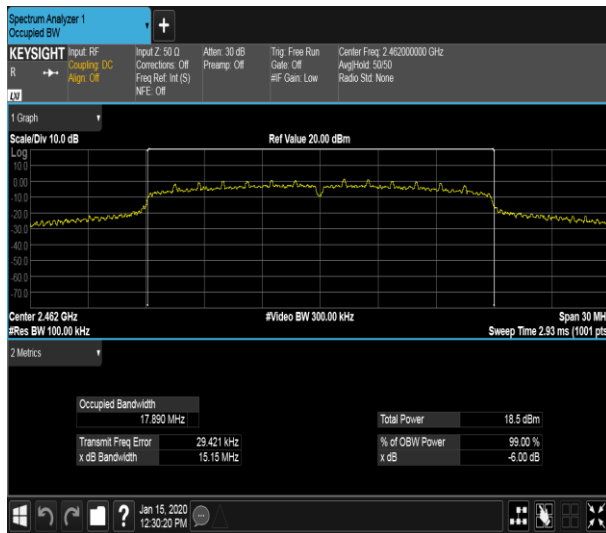 Spectrum Analyzer 1
Occupied BW
KEYSIGHT Input: RF Input Z: 50 Ω Atten: 30 dB Trig: Free Run Center Freq: 2.462000000 GHz
R Coupling: DC Corrections: Off Preamp: Off Gate: Off Avg|Hold: 50/50
Align: Off Freq Ref: Int (S) #IF Gain: Low Radio Std: None
LXI NFE: Off
1 Graph
Scale/Div 10.0 dB Ref Value 20.00 dBm
Log
10.0
0.00
-10.0
-20.0
-30.0
-40.0
-50.0
-60.0
-70.0
Center 2.462 GHz #Video BW 300.00 kHz Span 30 MH
#Res BW 100.00 kHz Sweep Time 2.93 ms (1001 pts
2 Metrics
Occupied Bandwidth
17.890 MHz Total Power 18.5 dBm
Transmit Freq Error 29.421 kHz % of OBW Power 99.00 %
x dB Bandwidth 15.15 MHz x dB -6.00 dB
? Jan 15, 2020
12:30:20 PM